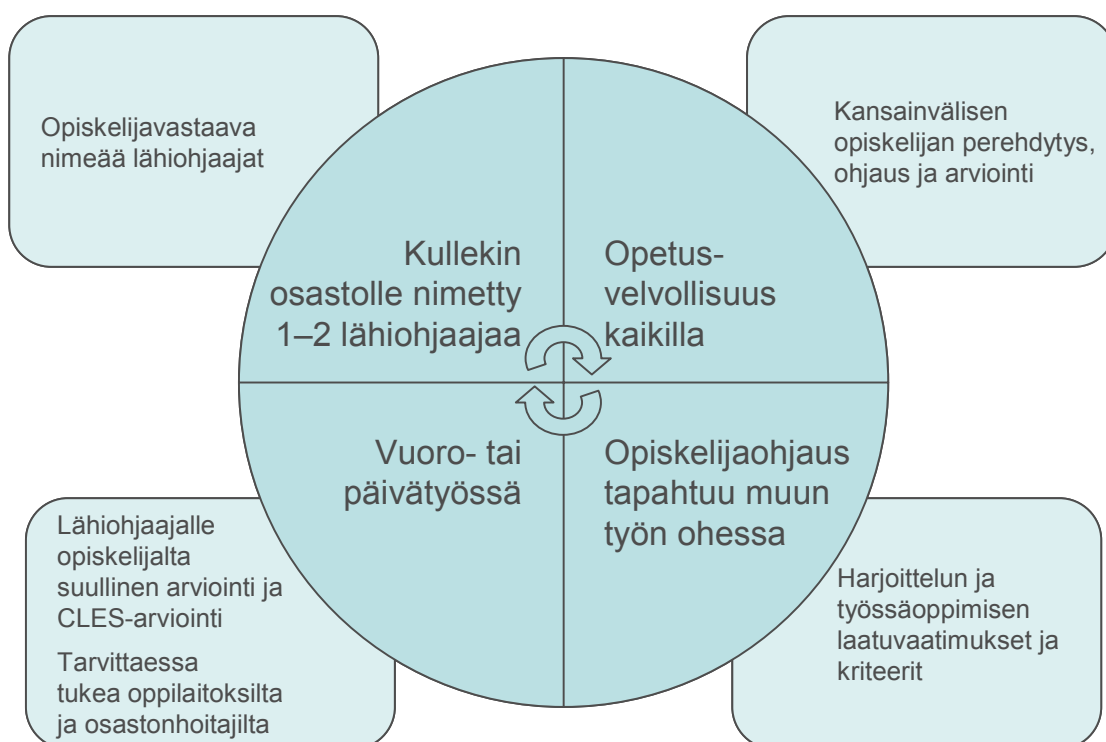 Opiskelijavastaava
nimeää lähiohjaajat
Kansainvälisen
opiskelijan perehdytys,
ohjaus ja arviointi
Kullekin
osastolle nimetty
1–2 lähiohjaajaa
Opetus-
velvollisuus
kaikilla
Vuoro- tai
päivätyössä
Opiskelijaohjaus
tapahtuu muun
työn ohessa
Lähiohjaajalle
opiskelijalta
suullinen arviointi ja
CLES-arviointi
Tarvittaessa
tukea oppilaitoksilta
ja osastonhoitajilta
Harjoittelun ja
työssäoppimisen
laatuvaatimukset ja
kriteerit